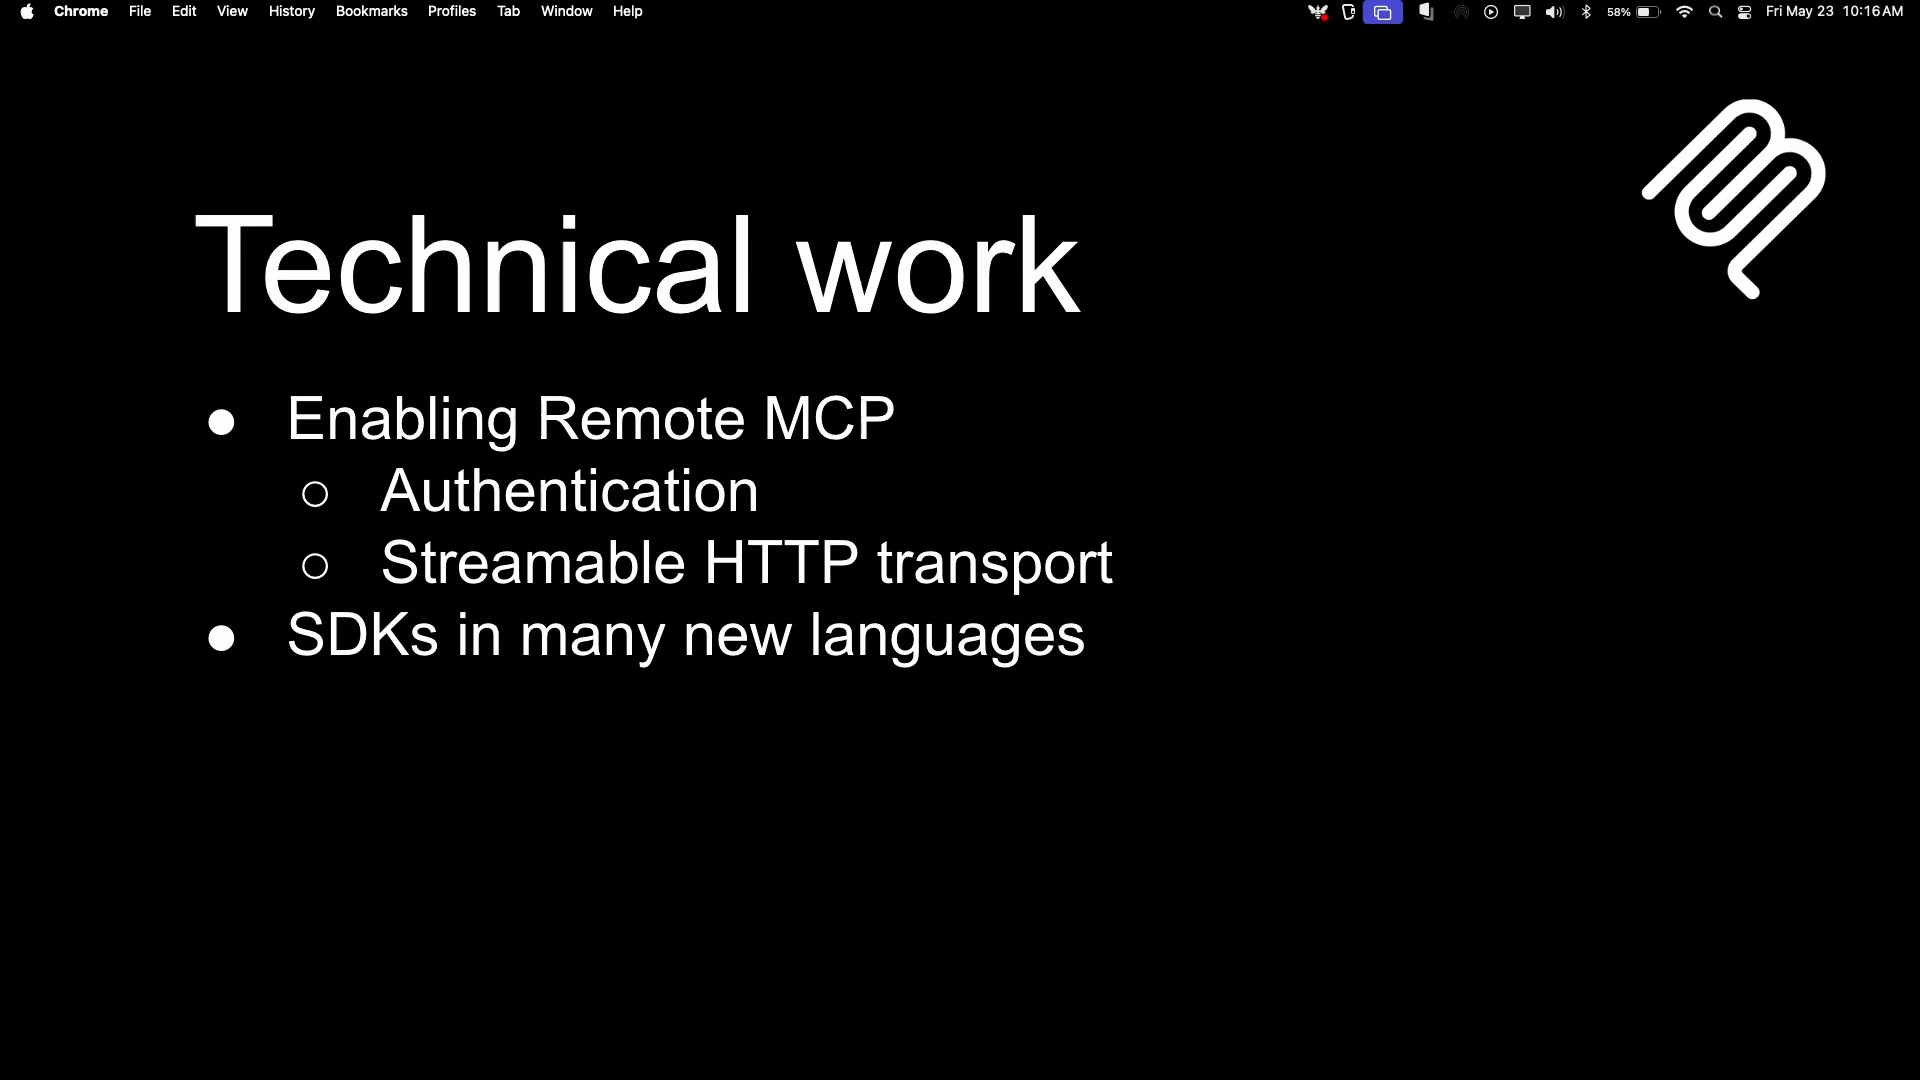 Chrome File Edit View History Bookmarks Profiles Tab Window Help 58% Fri May 23 10:16 AM
Technical work
● Enabling Remote MCP
○ Authentication
○ Streamable HTTP transport
● SDKs in many new languages